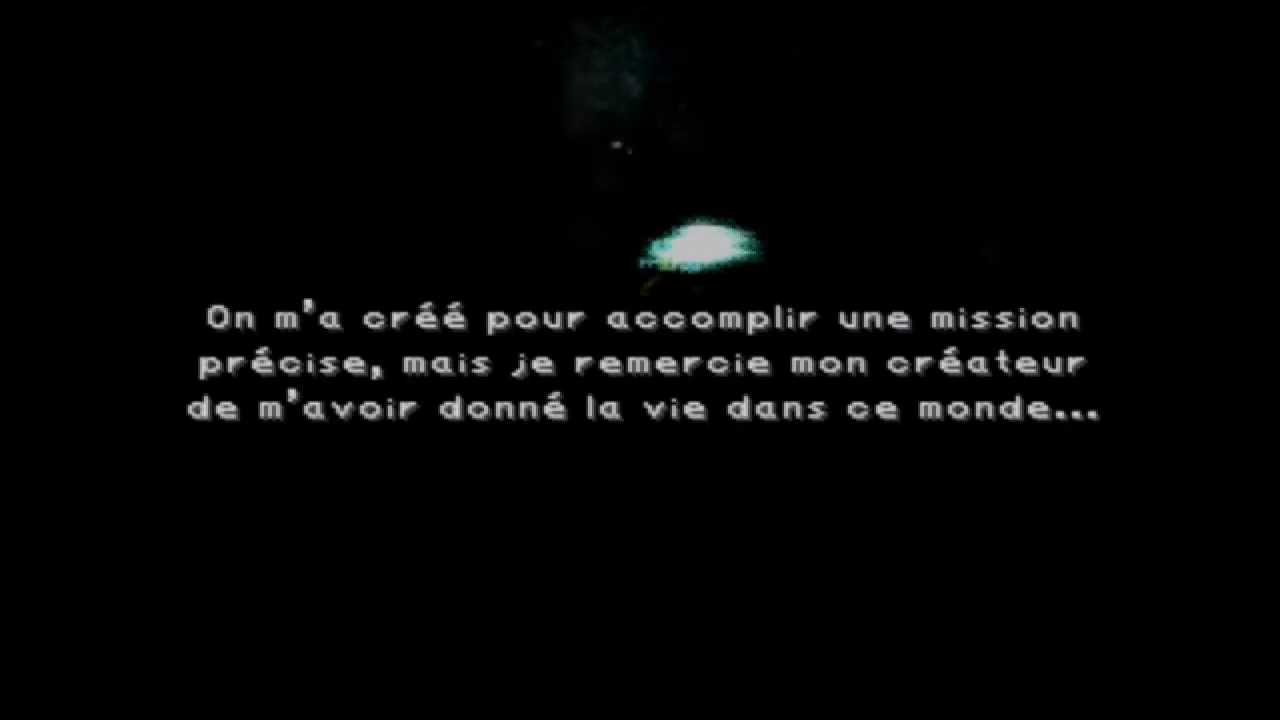 On m'a créé pour accomplir une mission
précise, mais je remercie mon créateur
de m'avoir donné la vie dans ce monde...